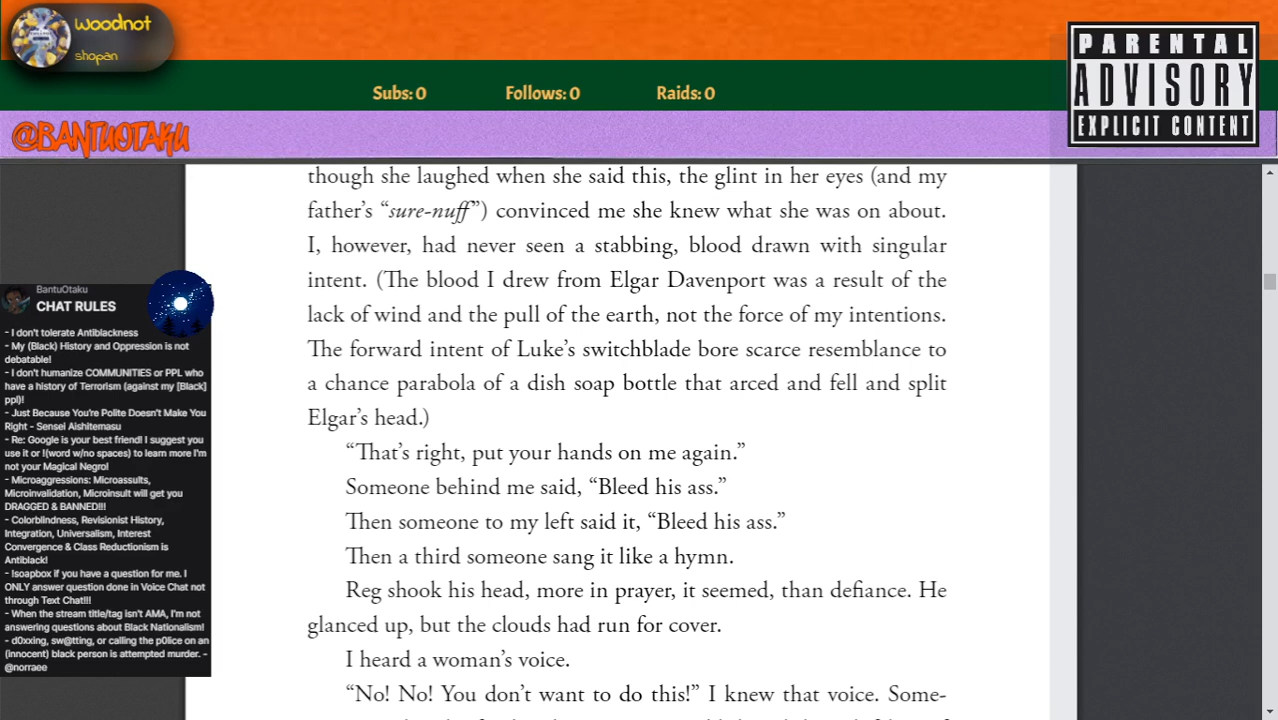 woodnot
shopan
PARENTAL
ADVISORY
EXPLICIT CONTENT
Subs: 0
Follows: 0
Raids: 0
@BANTUOTAKU
though she laughed when she said this, the glint in her eyes (and my
father’s “sure-nuff”) convinced me she knew what she was on about.
I, however, had never seen a stabbing, blood drawn with singular
intent. (The blood I drew from Elgar Davenport was a result of the
lack of wind and the pull of the earth, not the force of my intentions.
The forward intent of Luke’s switchblade bore scarce resemblance to
a chance parabola of a dish soap bottle that arced and fell and split
Elgar’s head.)
“That’s right, put your hands on me again.”
Someone behind me said, “Bleed his ass.”
Then someone to my left said it, “Bleed his ass.”
Then a third someone sang it like a hymn.
Reg shook his head, more in prayer, it seemed, than defiance. He
glanced up, but the clouds had run for cover.
I heard a woman’s voice.
“No! No! You don’t want to do this!” I knew that voice. Some-
BantuOtaku
CHAT RULES
- I don't tolerate Antiblackness
- My (Black) History and Oppression is not
debatable!
- I don't humanize COMMUNITIES or PPL who
have a history of Terrorism (against my [Black]
ppl)!
- Just Because You're Polite Doesn't Make You
Right - Sensei Aishitemasu
- Re: Google is your best friend! I suggest you
use it or !(word w/no spaces) to learn more I'm
not your Magical Negro!
- Microaggressions: Microassults,
Microinvalidation, Microinsult will get you
DRAGGED & BANNED!!!
- Colorblindness, Revisionist History,
Integration, Universalism, Interest
Convergence & Class Reductionism is
Antiblack!
- !soapbox if you have a question for me. I
ONLY answer question done in Voice Chat not
through Text Chat!!!
- When the stream title/tag isn't AMA, I'm not
answering questions about Black Nationalism!
- d0xxing, sw@tting, or calling the p0lice on an
(innocent) black person is attempted murder. -
@norraee